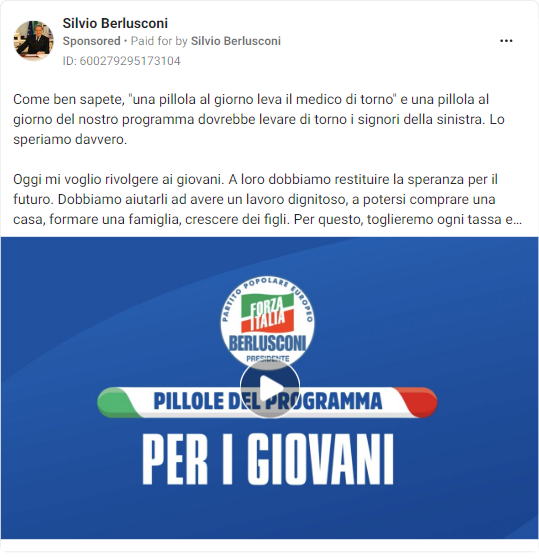 Silvio Berlusconi
Sponsored • Paid for by Silvio Berlusconi
ID: 600279295173104
Come ben sapete, "una pillola al giorno leva il medico di torno" e una pillola al
giorno del nostro programma dovrebbe levare di torno i signori della sinistra. Lo
speriamo davvero.
Oggi mi voglio rivolgere ai giovani. A loro dobbiamo restituire la speranza per il
futuro. Dobbiamo aiutarli ad avere un lavoro dignitoso, a potersi comprare una
casa, formare una famiglia, crescere dei figli. Per questo, toglieremo ogni tassa e...
PARTITO POPOLARE EUROPEO
FORZA
ITALIA
BERLUSCONI
PRESIDENTE
PILLOLE DEL PROGRAMMA
PER I GIOVANI